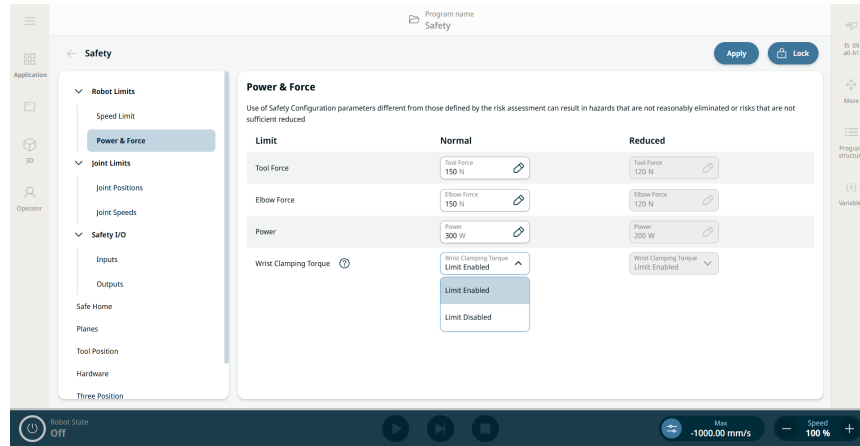 Program name
Safety
Safety
Apply
Lock
f5 09
a0 b1
Application
3D
Operator
Move
Program
structure
Variable
Robot Limits
Speed Limit
Power & Force
Joint Limits
Joint Positions
Joint Speeds
Safety I/O
Inputs
Outputs
Safe Home
Planes
Tool Position
Hardware
Three Position
Power & Force
Use of Safety Configuration parameters different from those defined by the risk assessment can result in hazards that are not reasonably eliminated or risks that are not
sufficient reduced
Limit Normal Reduced
Tool Force
Tool Force
150 N
Tool Force
120 N
Elbow Force
Elbow Force
150 N
Elbow Force
120 N
Power
Power
300 W
Power
200 W
Wrist Clamping Torque ?
Wrist Clamping Torque
Limit Enabled
Wrist Clamping Torque
Limit Enabled
Limit Enabled
Limit Disabled
Robot State
Off
Max
-1000.00 mm/s
Speed
100 %